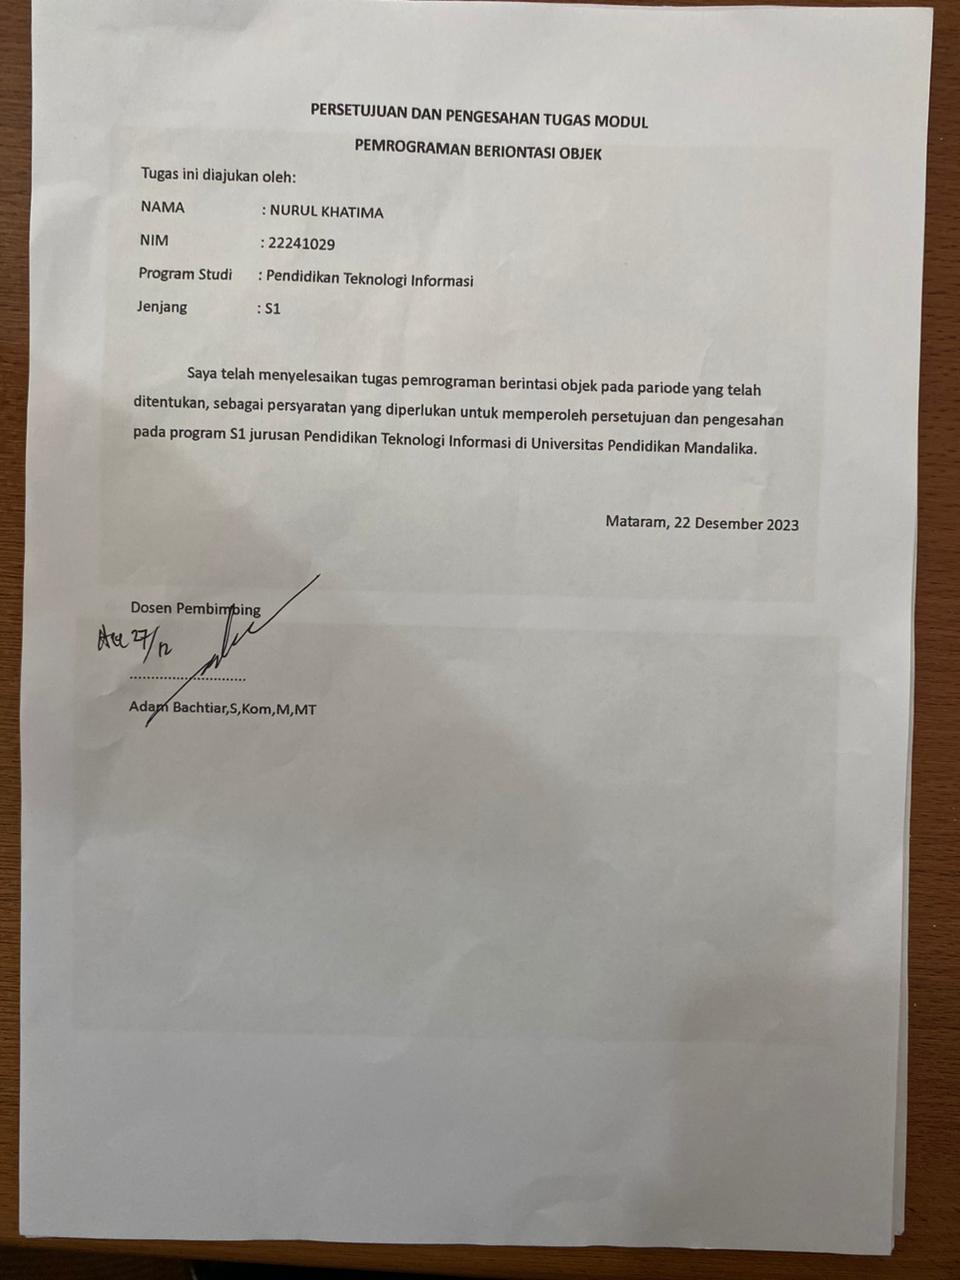 PERSETUJUAN DAN PENGESAHAN TUGAS MODUL
PEMROGRAMAN BERIONTASI OBJEK
Tugas ini diajukan oleh:
NAMA : NURUL KHATIMA
NIM : 22241029
Program Studi : Pendidikan Teknologi Informasi
Jenjang : S1
Saya telah menyelesaikan tugas pemrograman berintasi objek pada pariode yang telah
ditentukan, sebagai persyaratan yang diperlukan untuk memperoleh persetujuan dan pengesahan
pada program S1 jurusan Pendidikan Teknologi Informasi di Universitas Pendidikan Mandalika.
Mataram, 22 Desember 2023
Dosen Pembimbing
27/12
..............................
Adam Bachtiar,S,Kom,M,MT